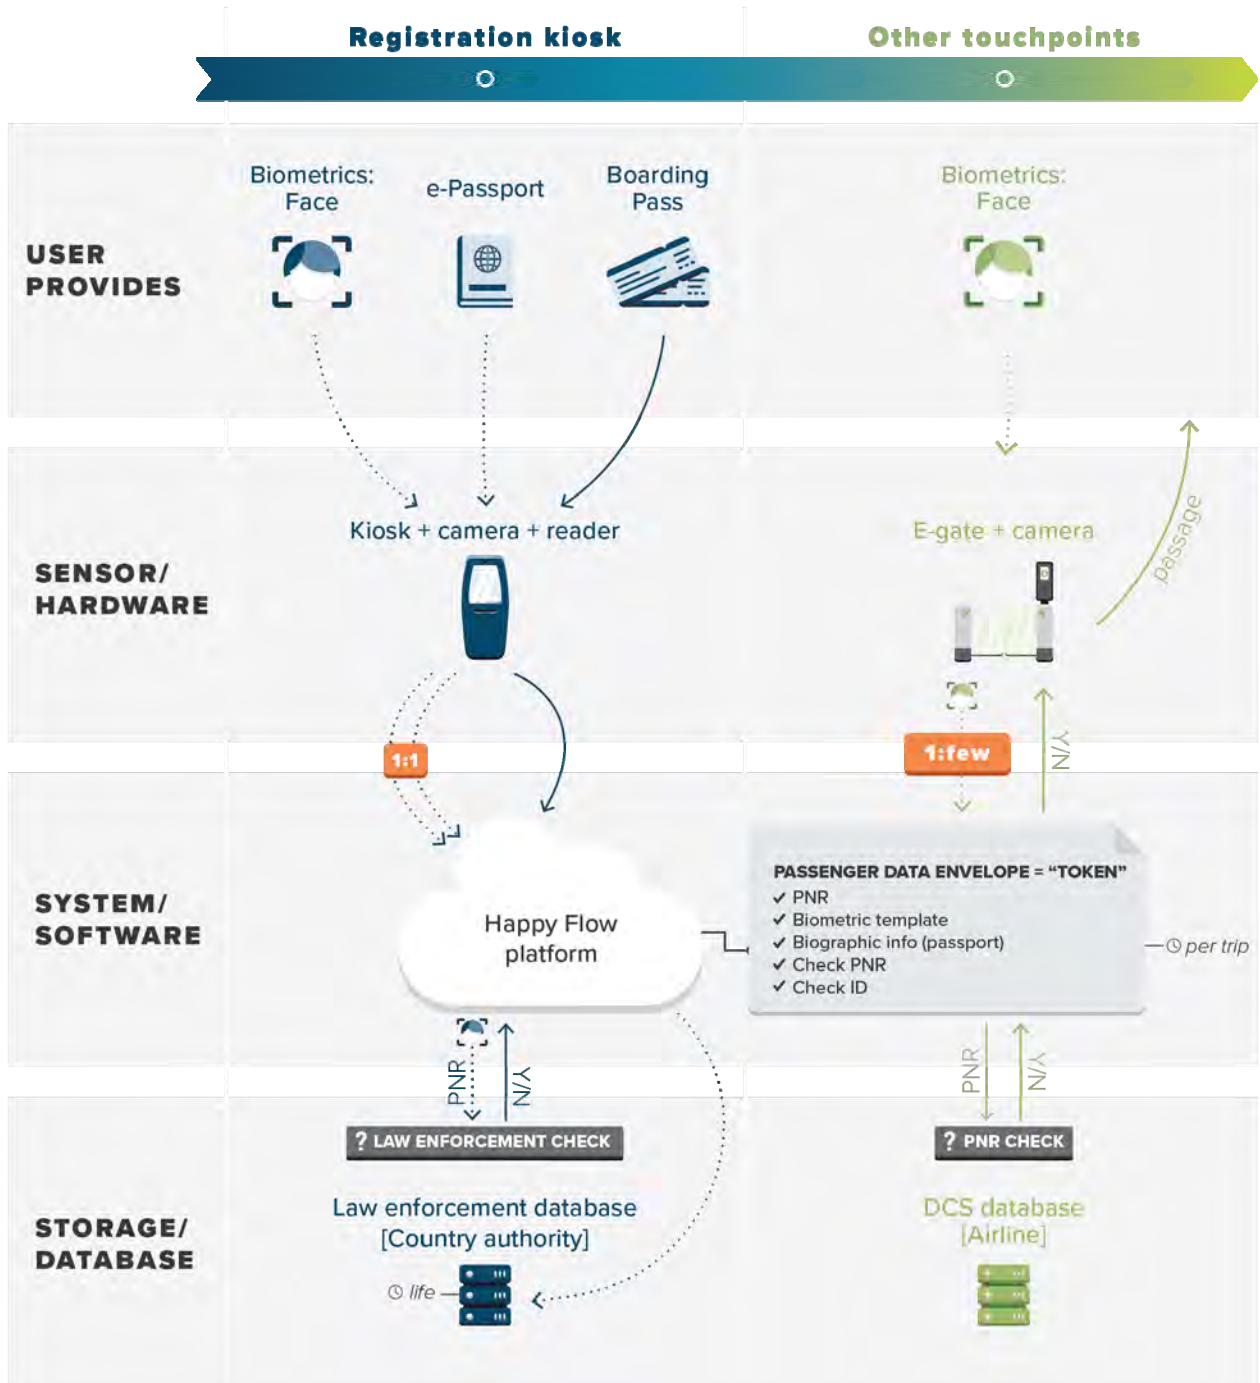 Registration kiosk
Other touchpoints
USER
PROVIDES
Biometrics:
Face
e-Passport
Boarding
Pass
Biometrics:
Face
SENSOR/
HARDWARE
Kiosk + camera + reader
E-gate + camera
passage
1:1
1:few
Y/N
SYSTEM/
SOFTWARE
Happy Flow
platform
PASSENGER DATA ENVELOPE = “TOKEN”
✓ PNR
✓ Biometric template
✓ Biographic info (passport)
✓ Check PNR
✓ Check ID
per trip
PNR
Y/N
PNR
Y/N
STORAGE/
DATABASE
? LAW ENFORCEMENT CHECK
Law enforcement database
[Country authority]
life
? PNR CHECK
DCS database
[Airline]